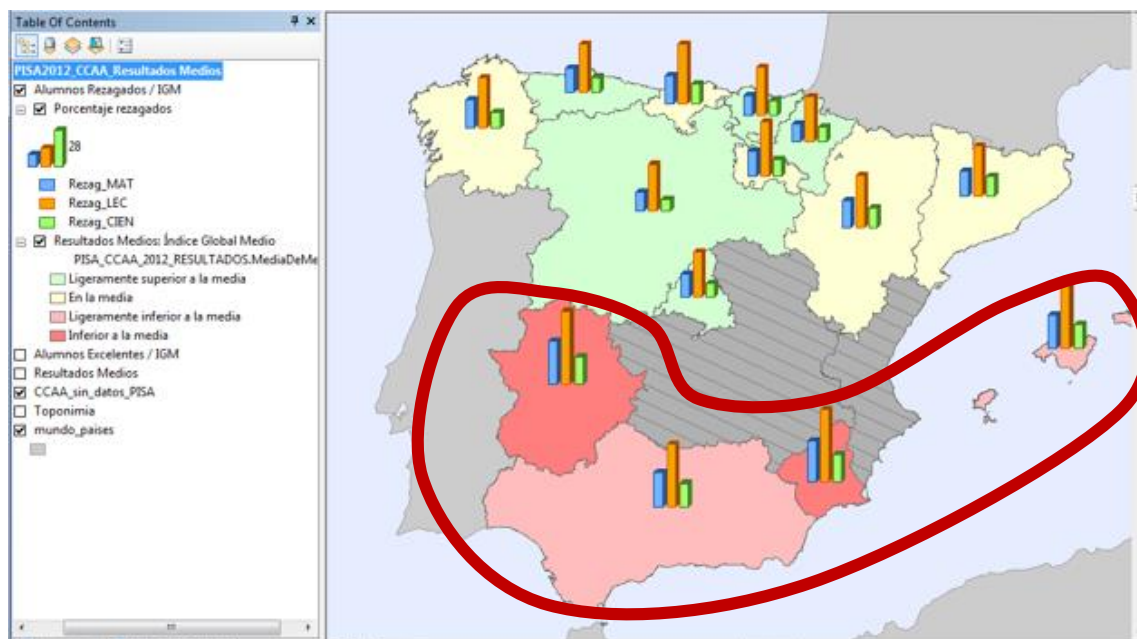 Table Of Contents
PISA2012_CCAA_Resultados Medios
Alumnos Rezagados / IGM
Porcentaje rezagados
28
Rezag_MAT
Rezag_LEC
Rezag_CIEN
Resultados Medios: Índice Global Medio
PISA_CCAA_2012_RESULTADOS.MediaDeMe
Ligeramente superior a la media
En la media
Ligeramente inferior a la media
Inferior a la media
Alumnos Excelentes / IGM
Resultados Medios
CCAA_sin_datos_PISA
Toponimia
mundo_paises